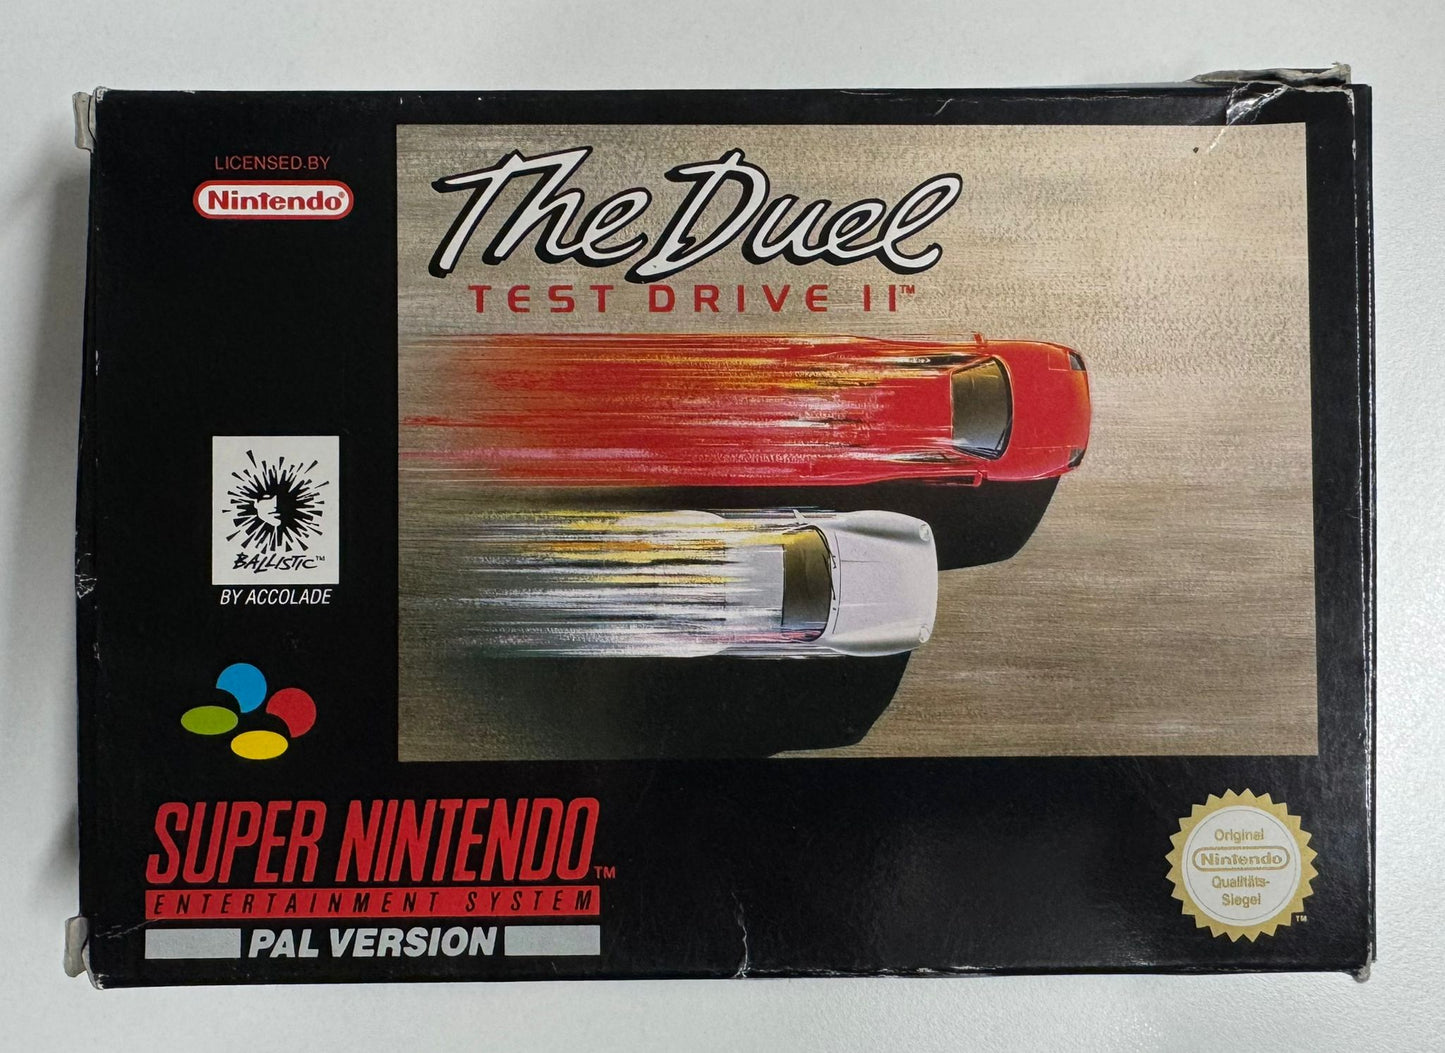 LICENSED BY
Nintendo®
The Duel
TEST DRIVE II™
BALLISTIC™
BY ACCOLADE
SUPER NINTENDO™
ENTERTAINMENT SYSTEM
PAL VERSION
Original
Nintendo
Qualitäts-
Siegel
™